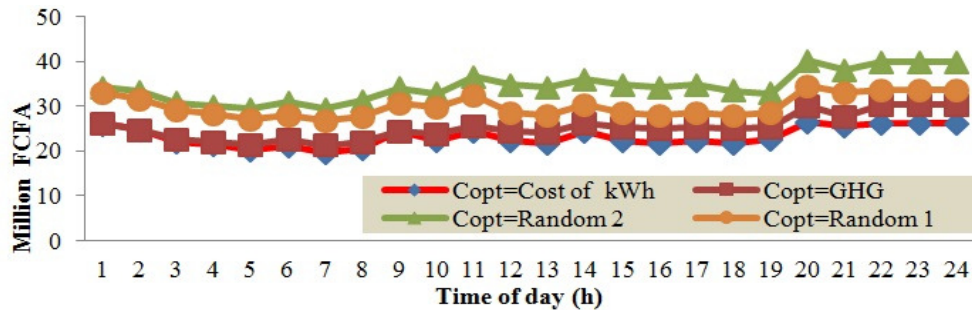 50
40
30
20
10
0
Million FCFA
Copt=Cost of kWh
Copt=GHG
Copt=Random 2
Copt=Random 1
1 2 3 4 5 6 7 8 9 10 11 12 13 14 15 16 17 18 19 20 21 22 23 24
Time of day (h)